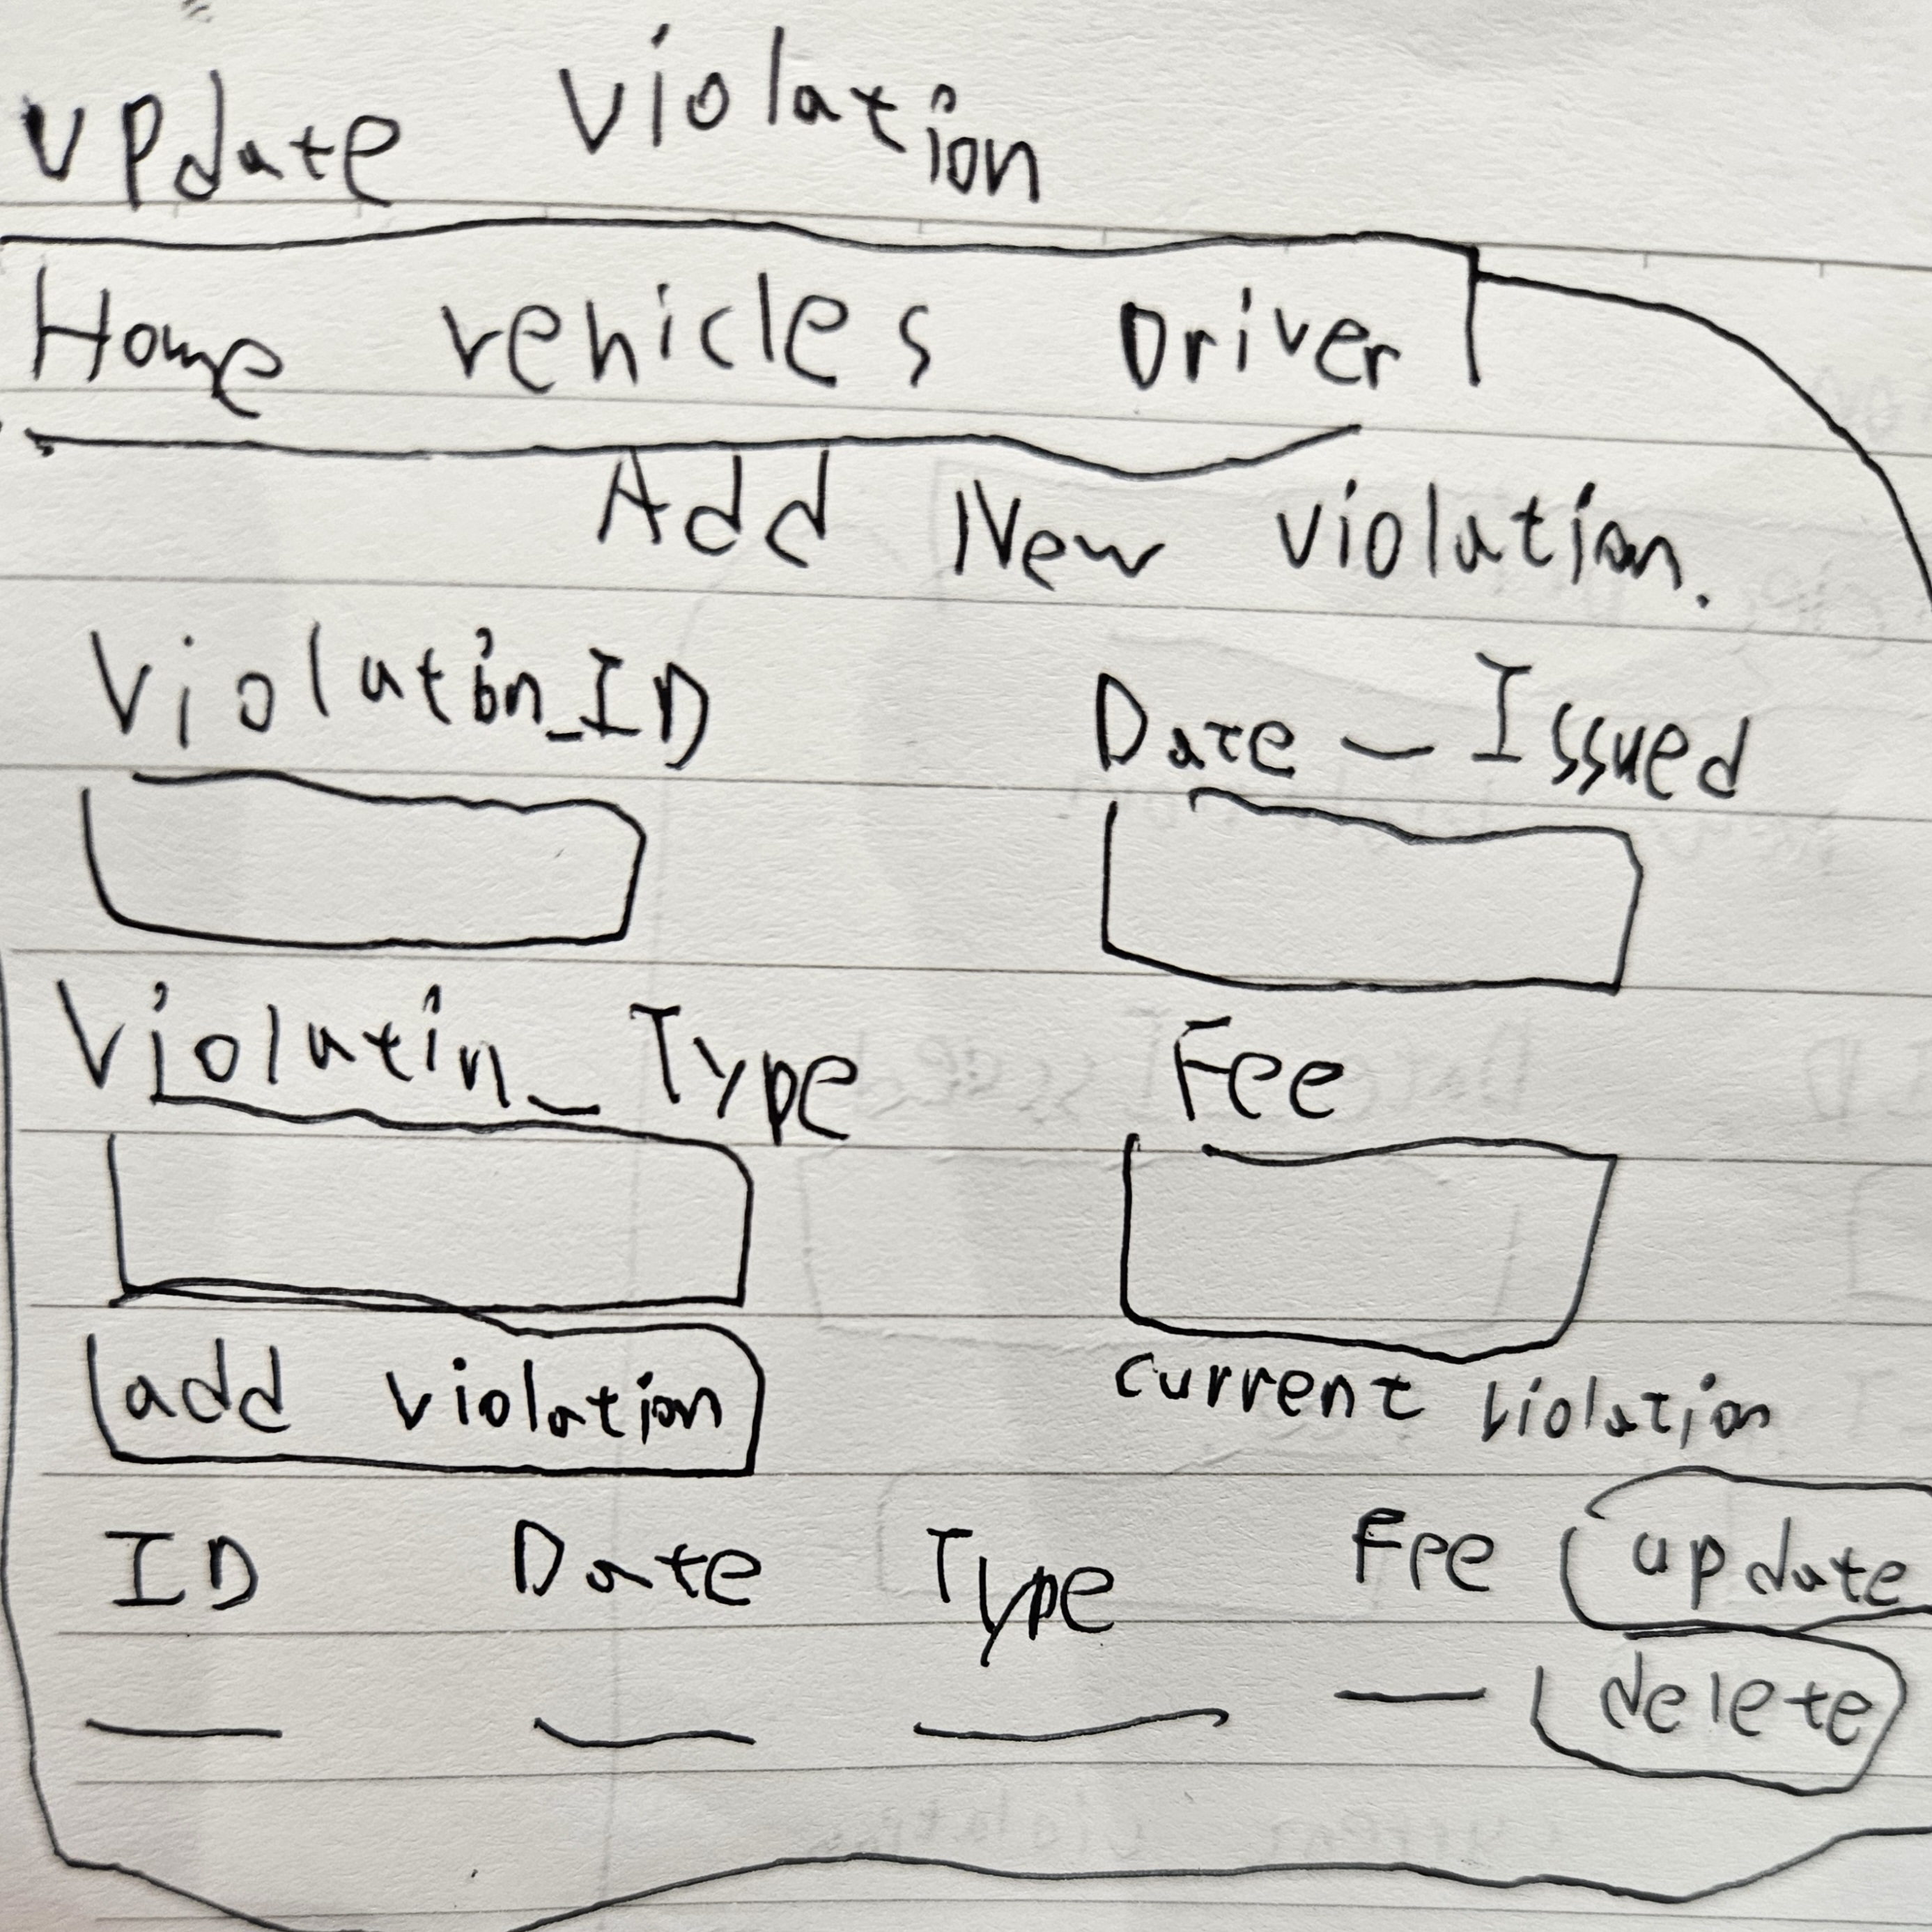 update violation
Home vehicles Driver
Add New violation.
Violation_ID Date_Issued
Violatin_Type Fee
add violation current violation
ID Date Type Fee update
delete